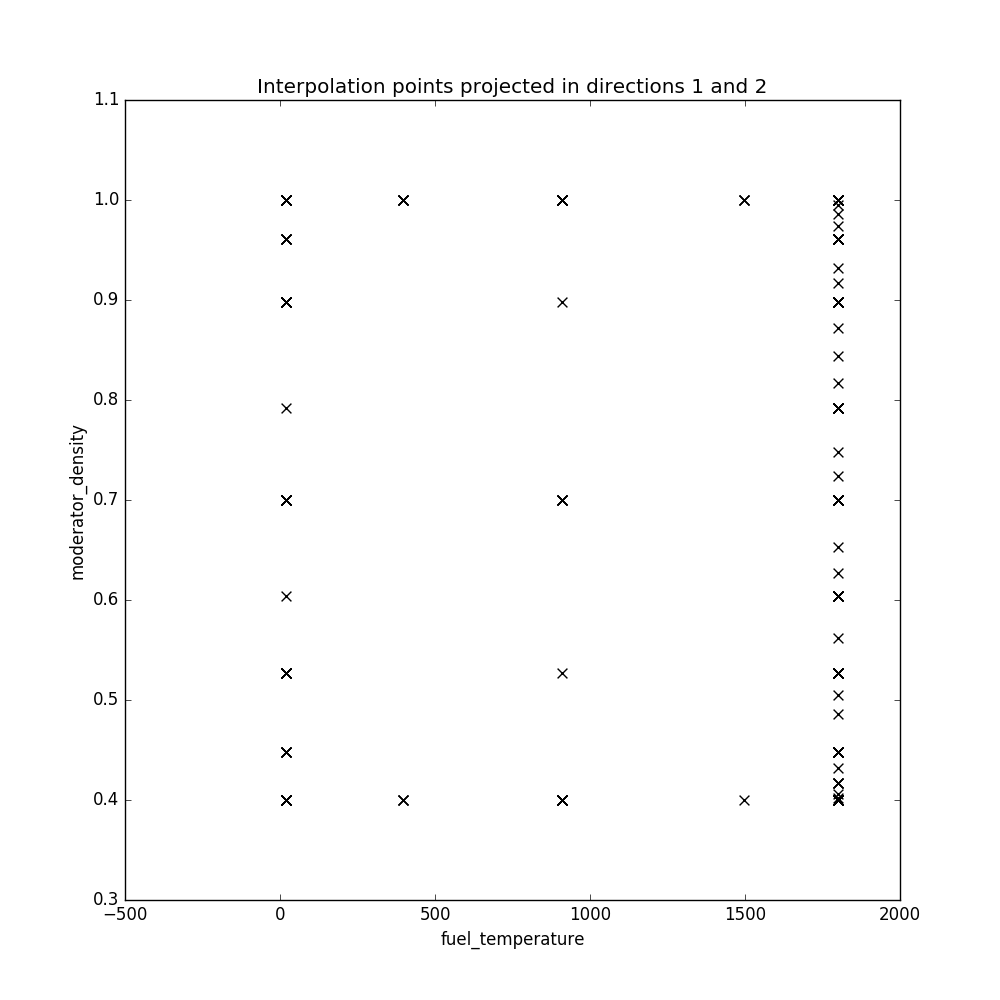 Interpolation points projected in directions 1 and 2
1.1
1.0
0.9
0.8
0.7
0.6
0.5
0.4
0.3
moderator_density
−500 0 500 1000 1500 2000
fuel_temperature